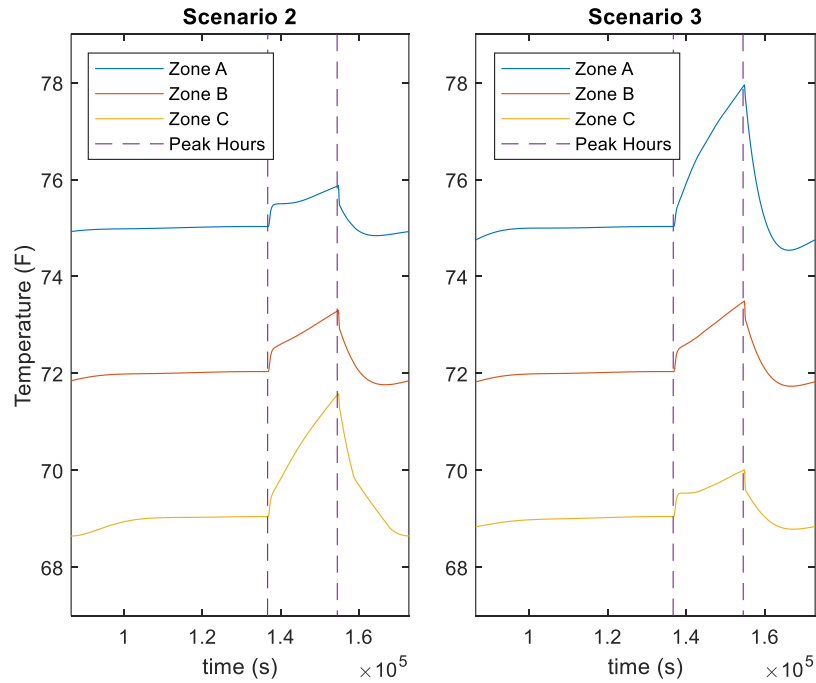 Scenario 2
Zone A
Zone B
Zone C
Peak Hours
78
76
74
72
70
68
Temperature (F)
1
1.2
1.4
1.6
time (s)
×10^5
Scenario 3
Zone A
Zone B
Zone C
Peak Hours
78
76
74
72
70
68
1
1.2
1.4
1.6
time (s)
×10^5